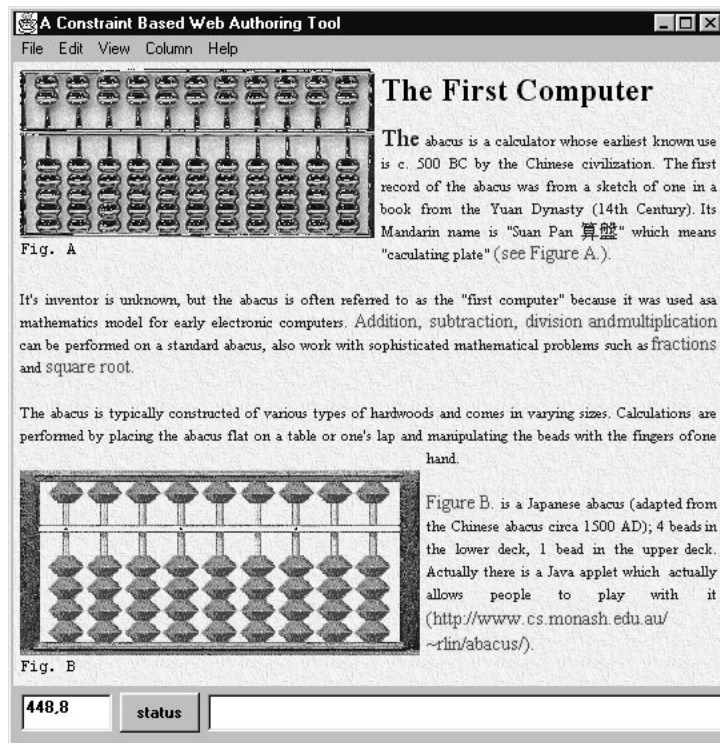 A Constraint Based Web Authoring Tool
File Edit View Column Help
The First Computer
The abacus is a calculator whose earliest known use
is c. 500 BC by the Chinese civilization. The first
record of the abacus was from a sketch of one in a
book from the Yuan Dynasty (14th Century). Its
Mandarin name is "Suan Pan 算盤" which means
"caculating plate" (see Figure A.).
Fig. A
It's inventor is unknown, but the abacus is often referred to as the "first computer" because it was used asa
mathematics model for early electronic computers. Addition, subtraction, division andmultiplication
can be performed on a standard abacus, also work with sophisticated mathematical problems such as fractions
and square root.
The abacus is typically constructed of various types of hardwoods and comes in varying sizes. Calculations are
performed by placing the abacus flat on a table or one's lap and manipulating the beads with the fingers ofone
hand.
Figure B. is a Japanese abacus (adapted from
the Chinese abacus circa 1500 AD); 4 beads in
the lower deck, 1 bead in the upper deck.
Actually there is a Java applet which actually
allows people to play with it
(http://www.cs.monash.edu.au/
~rlin/abacus/).
Fig. B
448,8 status